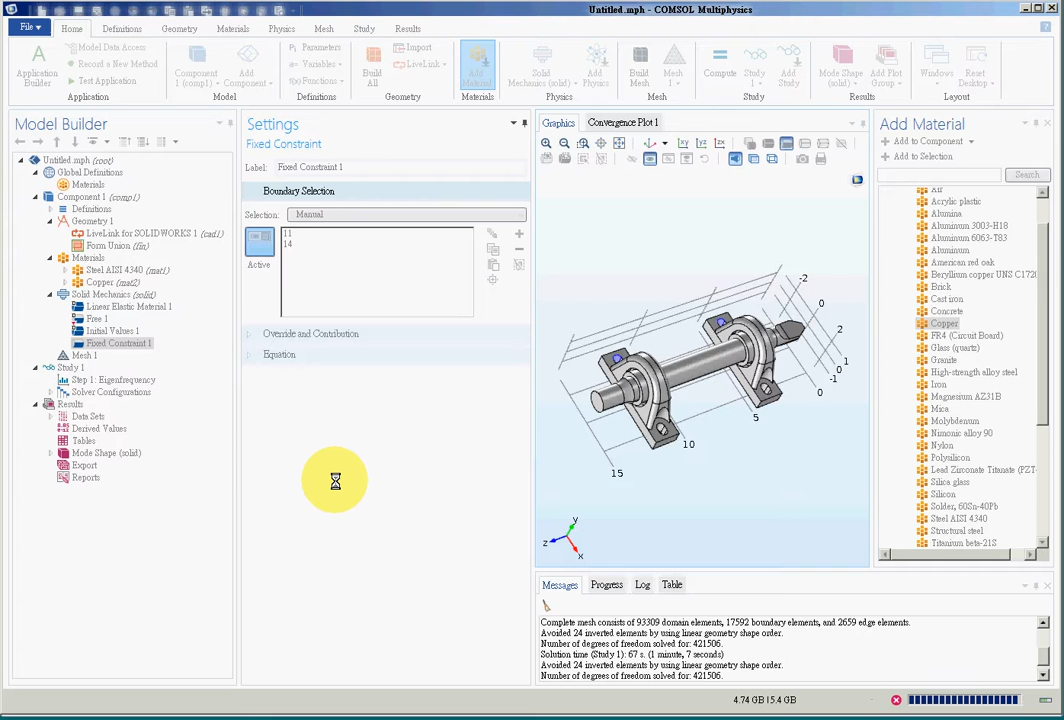 Untitled.mph - COMSOL Multiphysics
File
Home
Definitions
Geometry
Materials
Physics
Mesh
Study
Results
Application
Builder
Model Data Access
Record a New Method
Test Application
Application
Component
1 (comp1)
Add
Component
Model
Pi Parameters
a= Variables
f(x) Functions
Definitions
Build
All
Import
LiveLink
Geometry
Add
Material
Materials
Solid
Mechanics (solid)
Add
Physics
Physics
Build
Mesh
Mesh
1
Mesh
Compute
Study
1
Add
Study
Study
Mode Shape
(solid)
Add Plot
Group
Results
Windows
Reset
Desktop
Layout
Model Builder
Untitled.mph (root)
Global Definitions
Materials
Component 1 (comp1)
Definitions
Geometry 1
LiveLink for SOLIDWORKS 1 (cad1)
Form Union (fin)
Materials
Steel AISI 4340 (mat1)
Copper (mat2)
Solid Mechanics (solid)
Linear Elastic Material 1
Free 1
Initial Values 1
Fixed Constraint 1
Mesh 1
Study 1
Step 1: Eigenfrequency
Solver Configurations
Results
Data Sets
Derived Values
Tables
Mode Shape (solid)
Export
Reports
Settings
Fixed Constraint
Label: Fixed Constraint 1
Boundary Selection
Selection: Manual
11
14
Active
Override and Contribution
Equation
Graphics
Convergence Plot 1
-2
0
2
1
0
-1
0
5
10
15
y
z
x
Messages
Progress
Log
Table
Complete mesh consists of 93309 domain elements, 17592 boundary elements, and 2659 edge elements.
Avoided 24 inverted elements by using linear geometry shape order.
Number of degrees of freedom solved for: 421506.
Solution time (Study 1): 67 s. (1 minute, 7 seconds)
Avoided 24 inverted elements by using linear geometry shape order.
Number of degrees of freedom solved for: 421506.
Add Material
Add to Component
Add to Selection
Search
Air
Acrylic plastic
Alumina
Aluminum 3003-H18
Aluminum 6063-T83
Aluminum
American red oak
Beryllium copper UNS C1720
Brick
Cast iron
Concrete
Copper
FR4 (Circuit Board)
Glass (quartz)
Granite
High-strength alloy steel
Iron
Magnesium AZ31B
Mica
Molybdenum
Nimonic alloy 90
Nylon
Polysilicon
Lead Zirconate Titanate (PZT-
Silica glass
Silicon
Solder, 60Sn-40Pb
Steel AISI 4340
Structural steel
Titanium beta-21S
4.74 GB | 5.4 GB